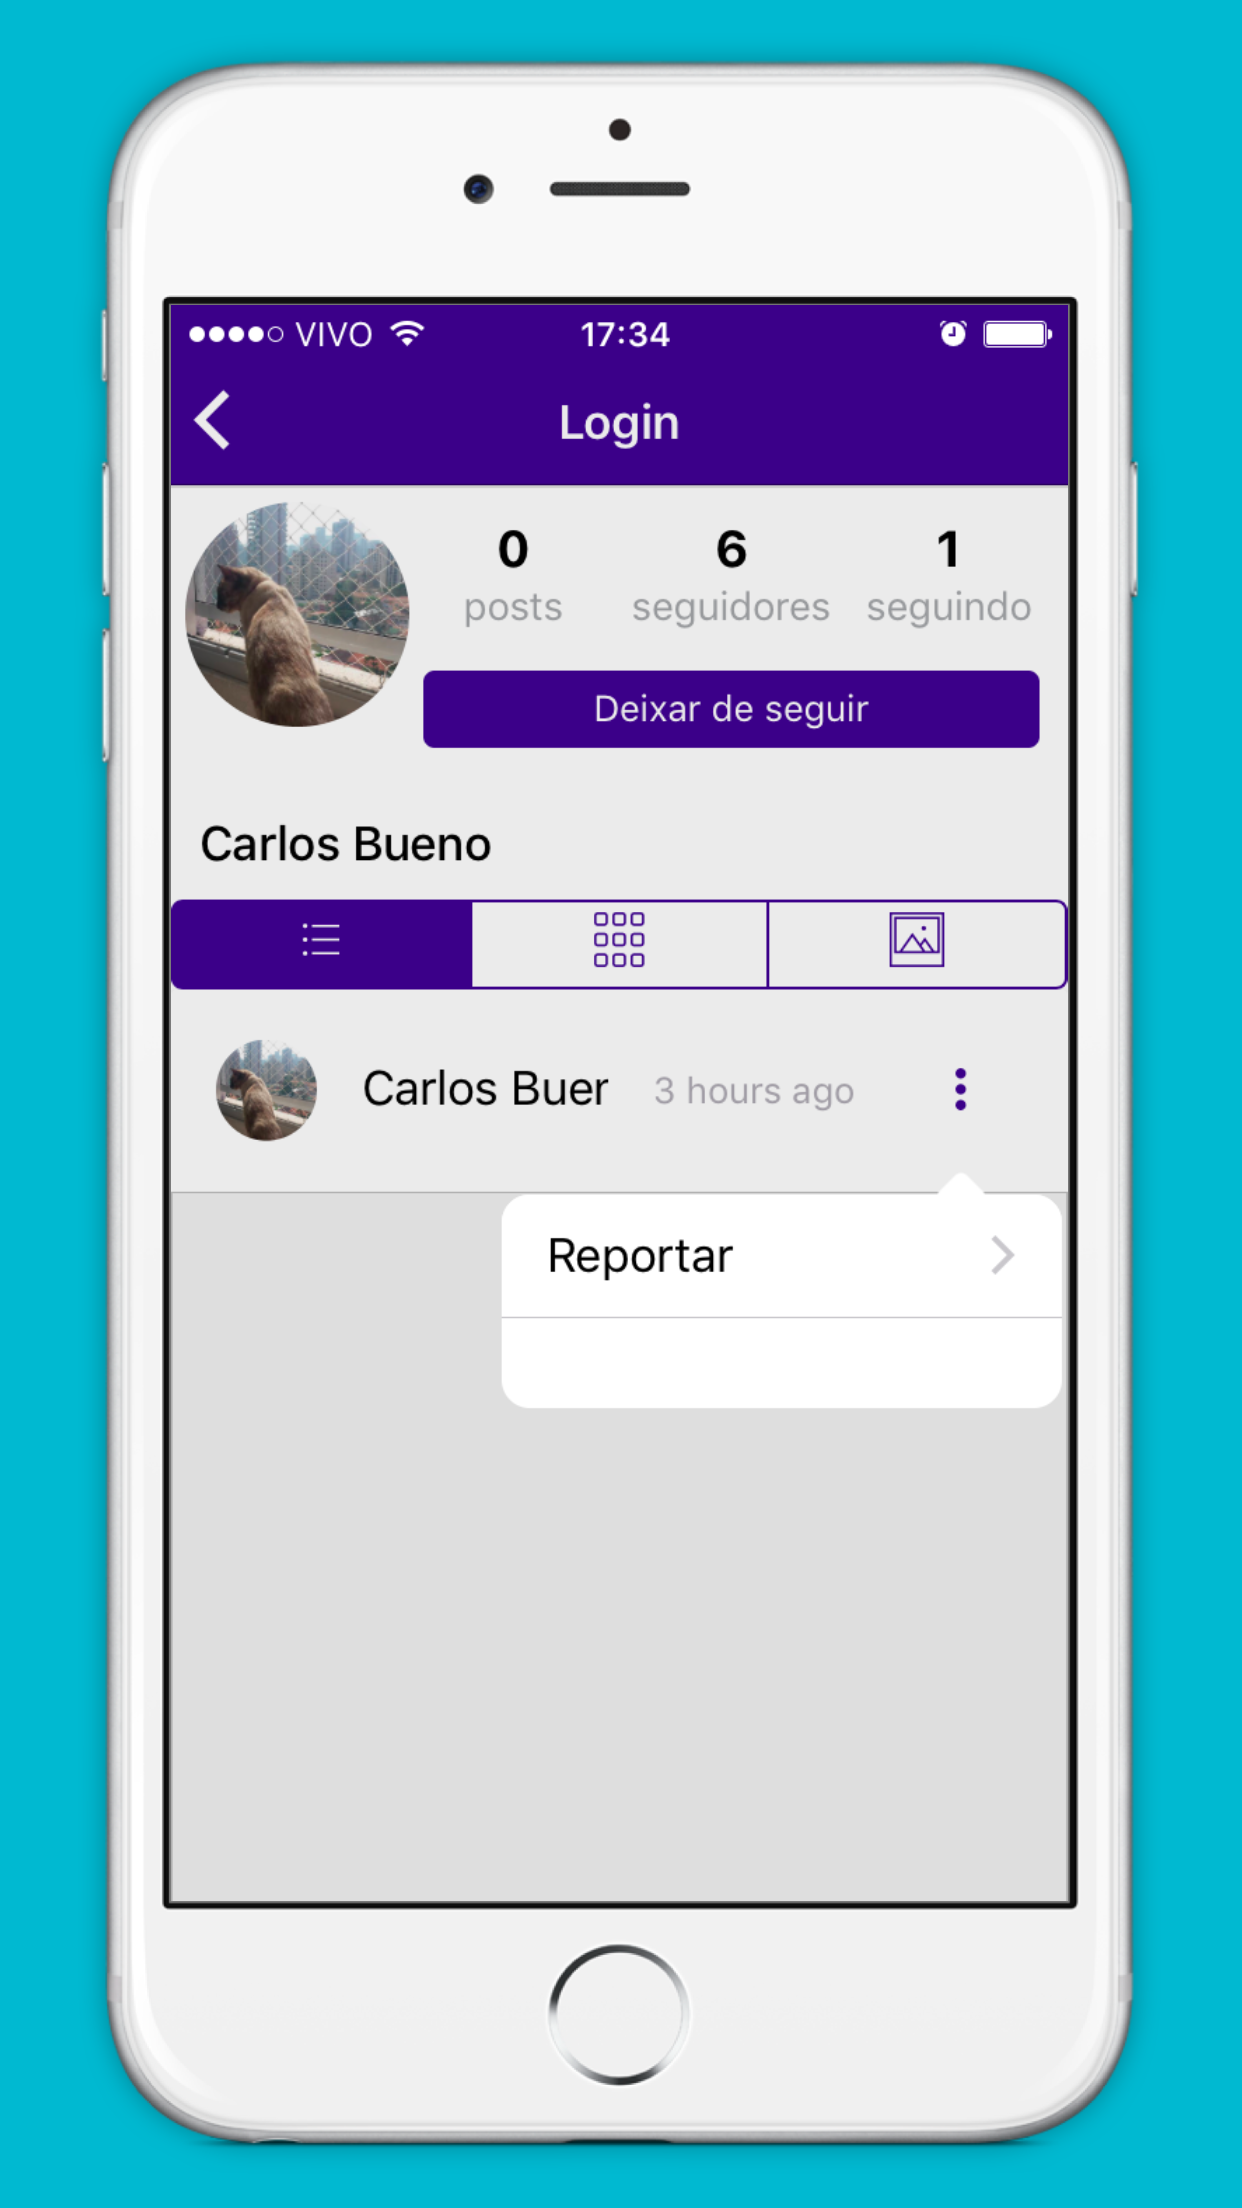 VIVO 17:34
Login
0 6 1
posts seguidores seguindo
Deixar de seguir
Carlos Bueno
Carlos Buer 3 hours ago
Reportar